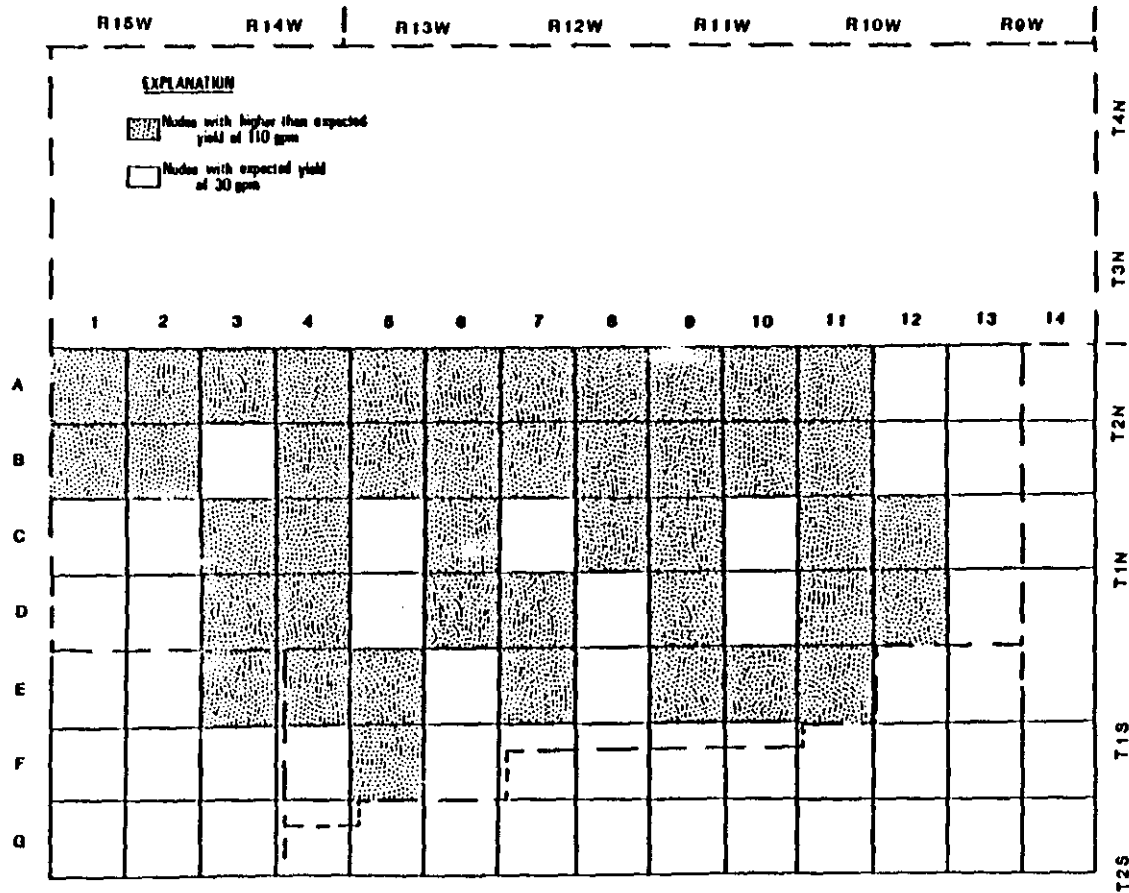 R15W R14W R13W R12W R11W R10W R9W
EXPLANATION
Nodes with higher than expected
yield of 110 gpm
Nodes with expected yield
of 30 gpm
T4N
T3N
1 2 3 4 5 6 7 8 9 10 11 12 13 14
A
T2N
B
C
T1N
D
E
T1S
F
G
T2S